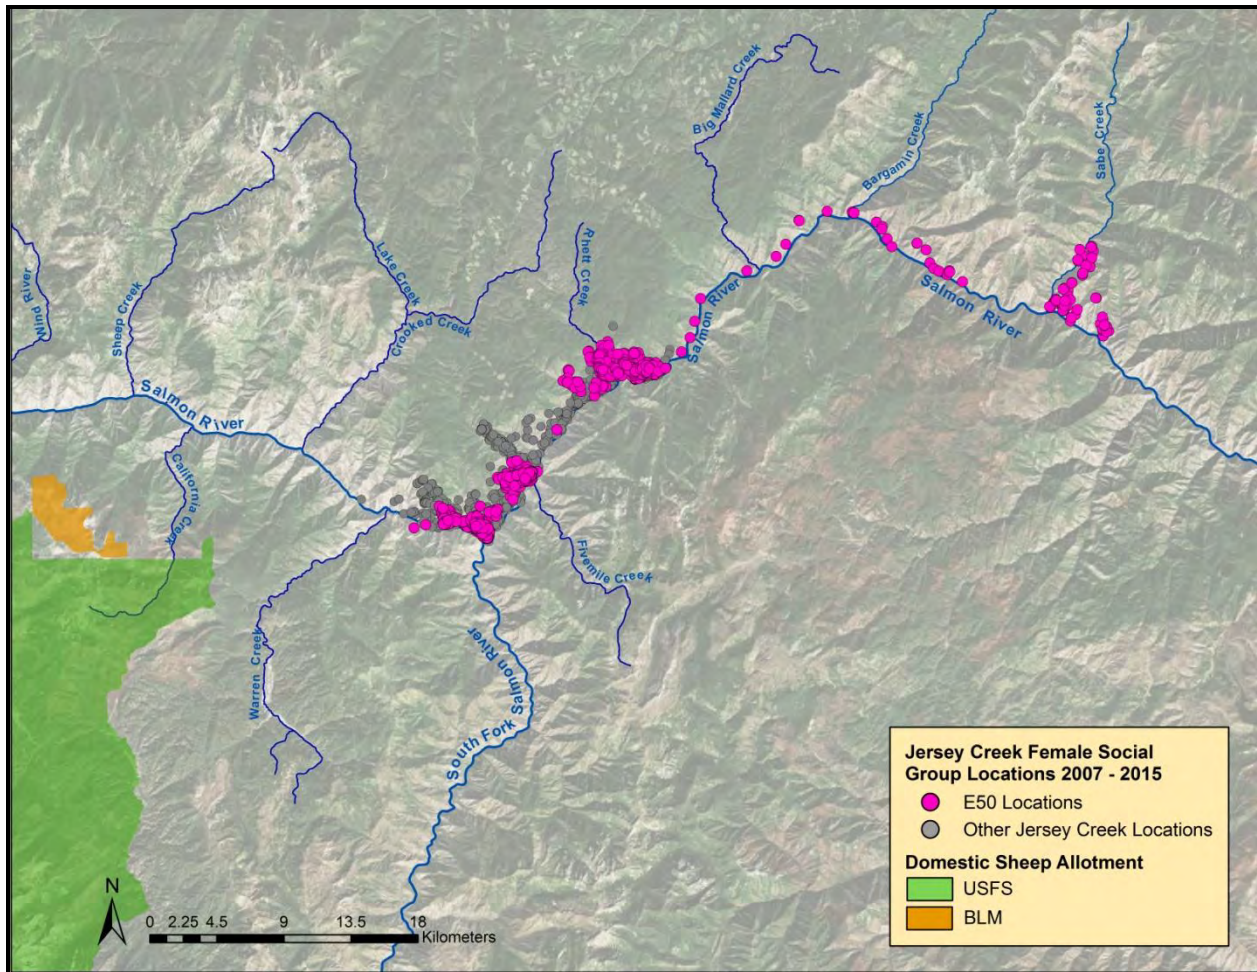 Big Mallard Creek
Bargamin Creek
Sabe Creek
Wind River
Sheep Creek
Lake Creek
Crooked Creek
Rhett Creek
Salmon River
Salmon River
Salmon River
California Creek
Fivemile Creek
Warren Creek
South Fork Salmon River
Jersey Creek Female Social
Group Locations 2007 - 2015
E50 Locations
Other Jersey Creek Locations
Domestic Sheep Allotment
USFS
BLM
N
0 2.25 4.5 9 13.5 18
Kilometers